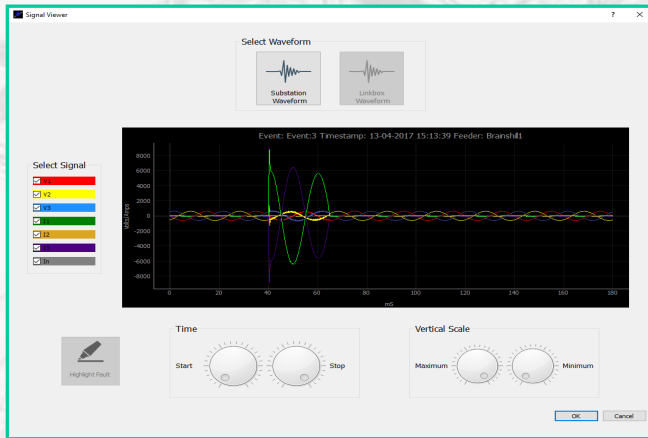 Signal Viewer
? ×
Select Waveform
Substation
Waveform
Linkbox
Waveform
Event: Event:3 Timestamp: 13-04-2017 15:13:39 Feeder: Brainshill1
Select Signal
V1
V2
V3
I1
I2
In
Volts/Amps
8000
6000
4000
2000
0
-2000
-4000
-6000
-8000
0 20 40 60 80 100 120 140 160 180
mS
Highlight Fault
Time
Start
Stop
Vertical Scale
Maximum
Minimum
OK
Cancel